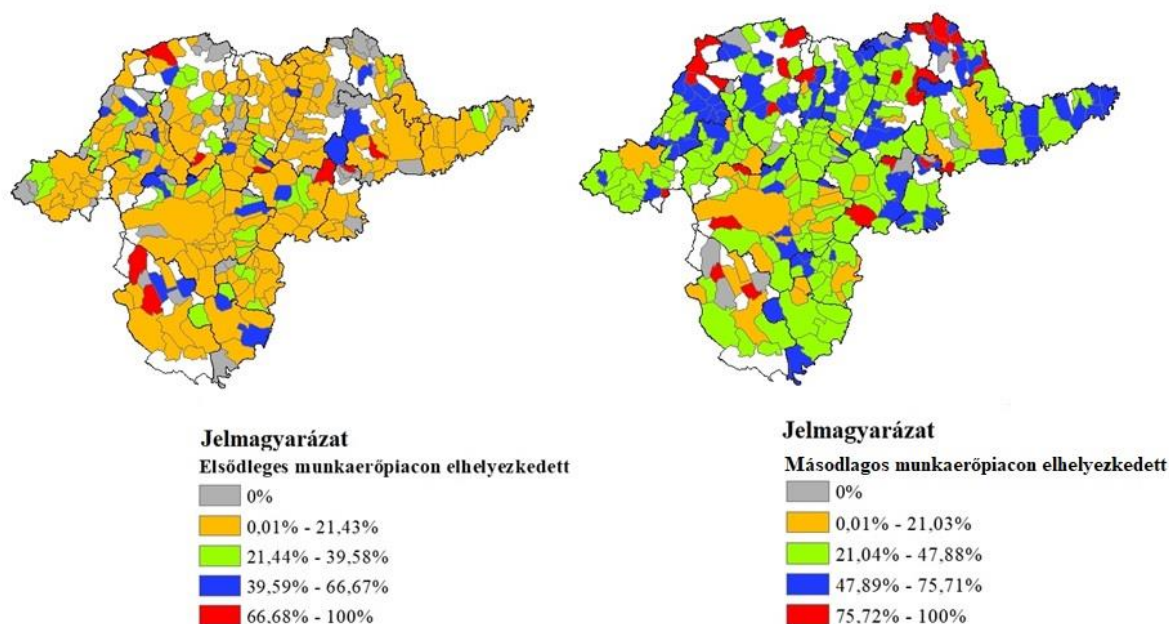 Jelmagyarázat
Elsődleges munkaerőpiacon elhelyezkedett
0%
0,01% - 21,43%
21,44% - 39,58%
39,59% - 66,67%
66,68% - 100%
Jelmagyarázat
Másodlagos munkaerőpiacon elhelyezkedett
0%
0,01% - 21,03%
21,04% - 47,88%
47,89% - 75,71%
75,72% - 100%